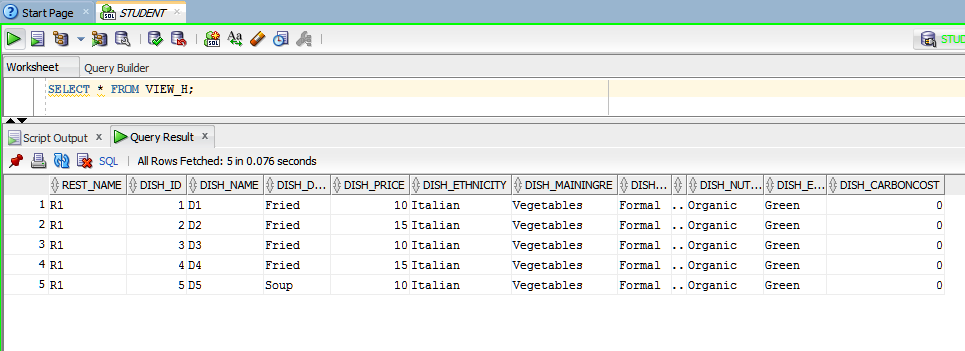 Start Page STUDENT
STUD
Worksheet Query Builder
SELECT * FROM VIEW_H;
Script Output x Query Result x
SQL | All Rows Fetched: 5 in 0.076 seconds
REST_NAME DISH_ID DISH_NAME DISH_D... DISH_PRICE DISH_ETHNICITY DISH_MAININGRE DISH... DISH_NUT... DISH_E... DISH_CARBONCOST
1 R1 1 D1 Fried 10 Italian Vegetables Formal .. Organic Green 0
2 R1 2 D2 Fried 15 Italian Vegetables Formal .. Organic Green 0
3 R1 3 D3 Fried 10 Italian Vegetables Formal .. Organic Green 0
4 R1 4 D4 Fried 15 Italian Vegetables Formal .. Organic Green 0
5 R1 5 D5 Soup 10 Italian Vegetables Formal .. Organic Green 0